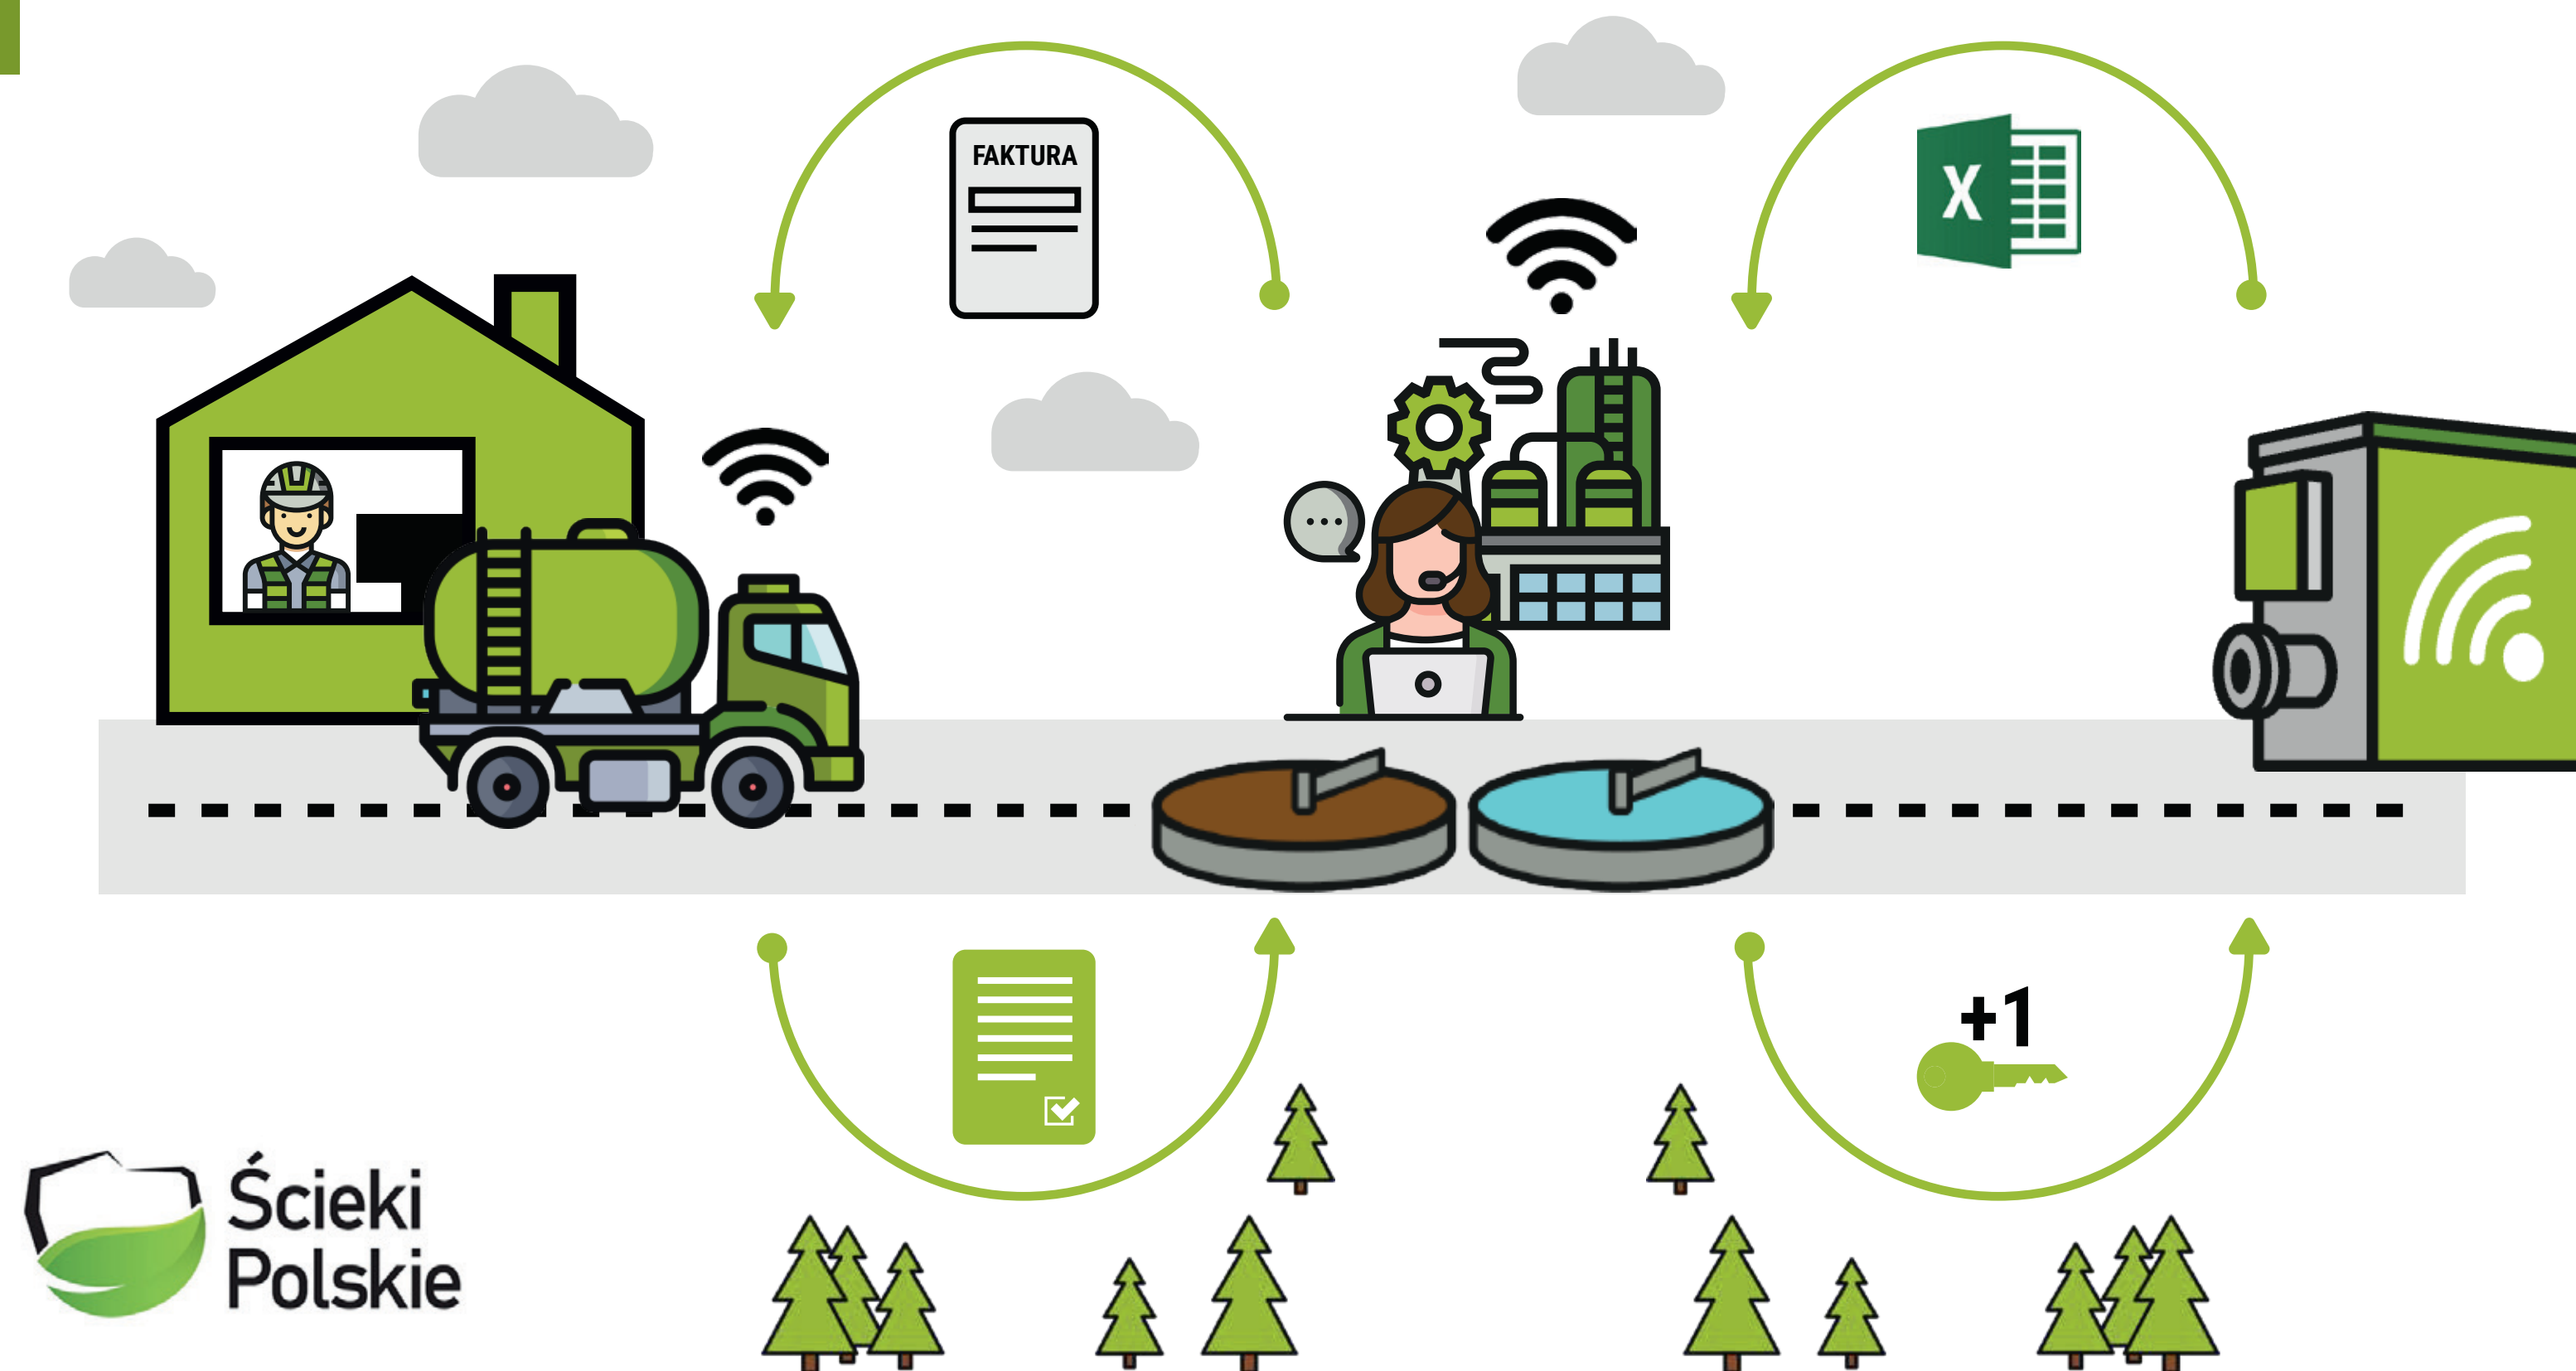 FAKTURA
X
+1
Ścieki
Polskie